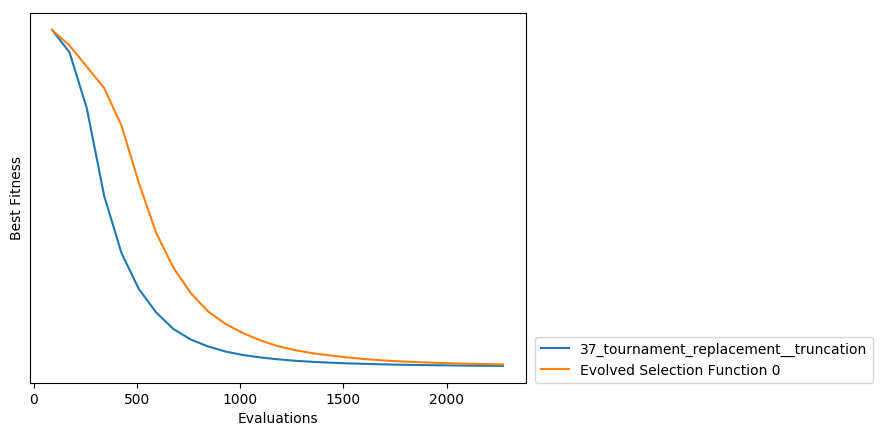 Best Fitness
0
500
1000
1500
2000
Evaluations
37_tournament_replacement__truncation
Evolved Selection Function 0